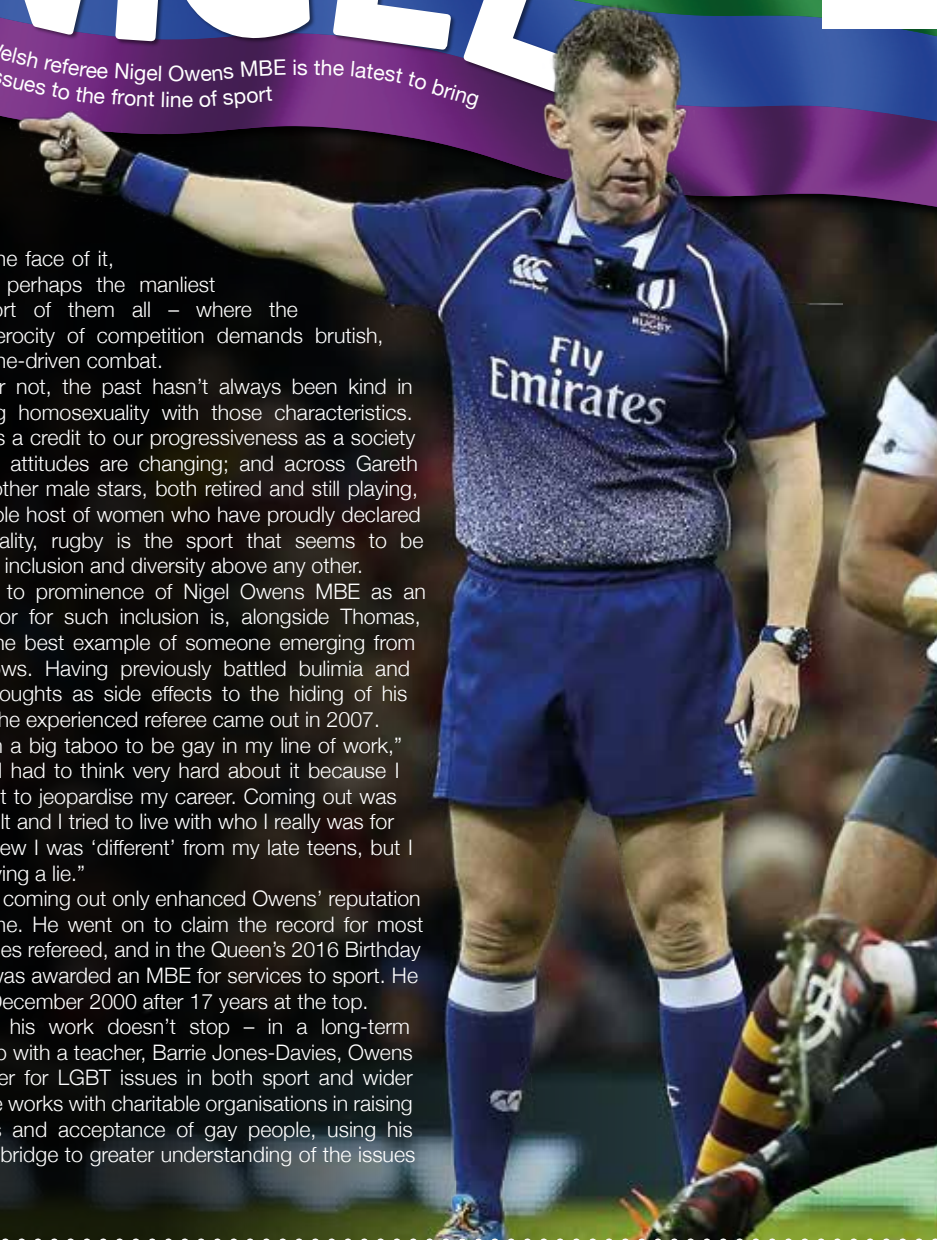 NIGEL
elsh referee Nigel Owens MBE is the latest to bring
ssues to the front line of sport
he face of it,
perhaps the manliest
rt of them all – where the
erocity of competition demands brutish,
ne-driven combat.
r not, the past hasn’t always been kind in
g homosexuality with those characteristics.
s a credit to our progressiveness as a society
attitudes are changing; and across Gareth
other male stars, both retired and still playing,
ole host of women who have proudly declared
ality, rugby is the sport that seems to be
inclusion and diversity above any other.
to prominence of Nigel Owens MBE as an
or for such inclusion is, alongside Thomas,
ne best example of someone emerging from
ows. Having previously battled bulimia and
oughts as side effects to the hiding of his
he experienced referee came out in 2007.
n a big taboo to be gay in my line of work,”
I had to think very hard about it because I
t to jeopardise my career. Coming out was
lt and I tried to live with who I really was for
ew I was ‘different’ from my late teens, but I
ving a lie.”
coming out only enhanced Owens’ reputation
ne. He went on to claim the record for most
es refereed, and in the Queen’s 2016 Birthday
was awarded an MBE for services to sport. He
December 2000 after 17 years at the top.
his work doesn’t stop – in a long-term
o with a teacher, Barrie Jones-Davies, Owens
er for LGBT issues in both sport and wider
e works with charitable organisations in raising
s and acceptance of gay people, using his
bridge to greater understanding of the issues
canterbury
WORLD
RUGBY
Fly
Emirates